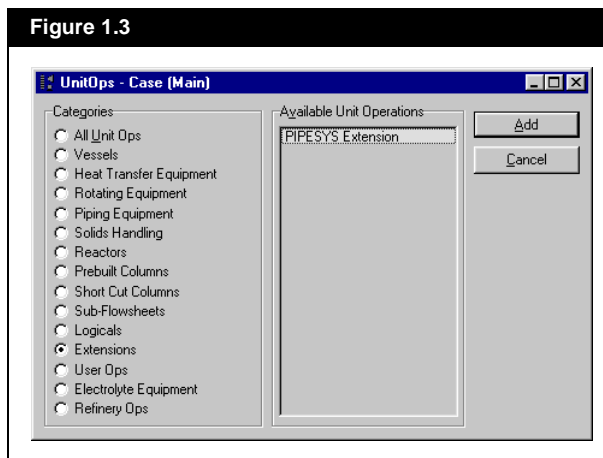 Figure 1.3
UnitOps - Case (Main)
Categories
All Unit Ops
Vessels
Heat Transfer Equipment
Rotating Equipment
Piping Equipment
Solids Handling
Reactors
Prebuilt Columns
Short Cut Columns
Sub-Flowsheets
Logicals
Extensions
User Ops
Electrolyte Equipment
Refinery Ops
Available Unit Operations
PIPESYS Extension
Add
Cancel